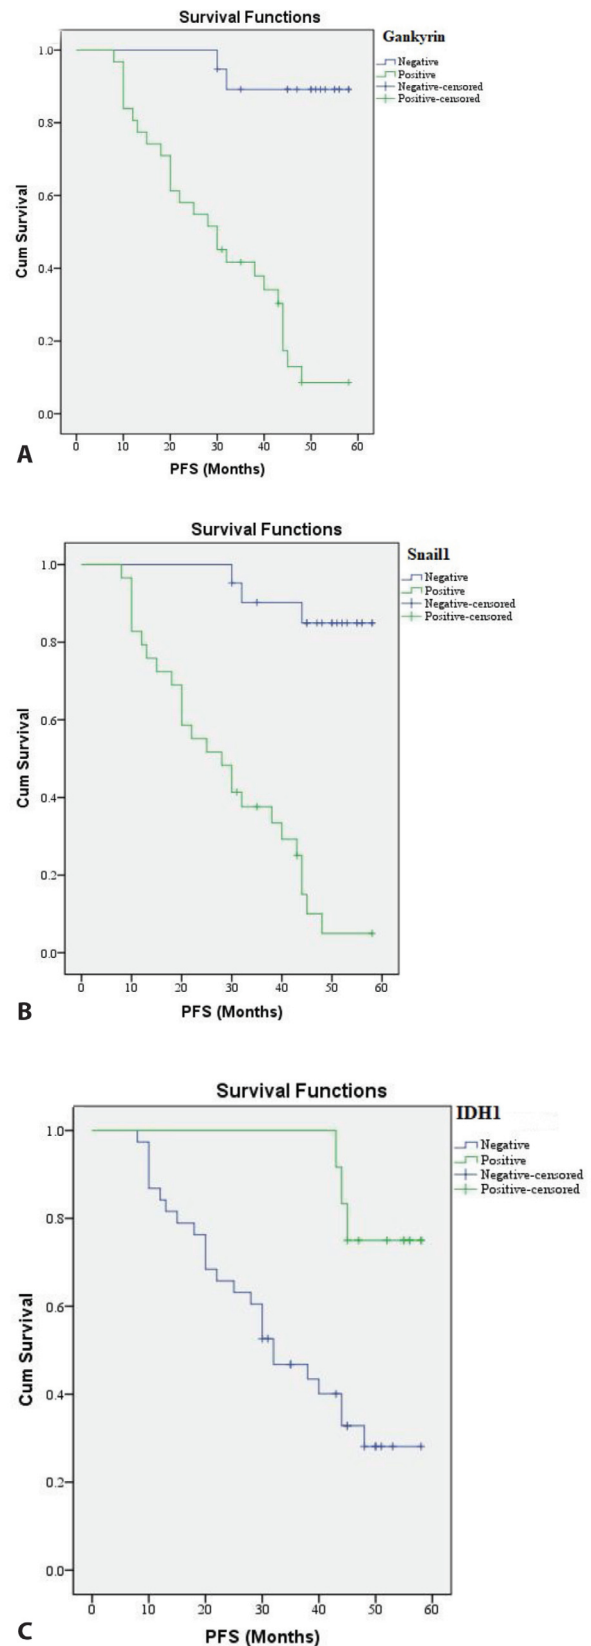 Survival Functions
Gankyrin
Negative
Positive
Negative-censored
Positive-censored
1.0
0.8
0.6
0.4
0.2
0.0
Cum Survival
0 10 20 30 40 50 60
PFS (Months)
A
Survival Functions
Snail1
Negative
Positive
Negative-censored
Positive-censored
1.0
0.8
0.6
0.4
0.2
0.0
Cum Survival
0 10 20 30 40 50 60
PFS (Months)
B
Survival Functions
IDH1
Negative
Positive
Negative-censored
Positive-censored
1.0
0.8
0.6
0.4
0.2
0.0
Cum Survival
0 10 20 30 40 50 60
PFS (Months)
C